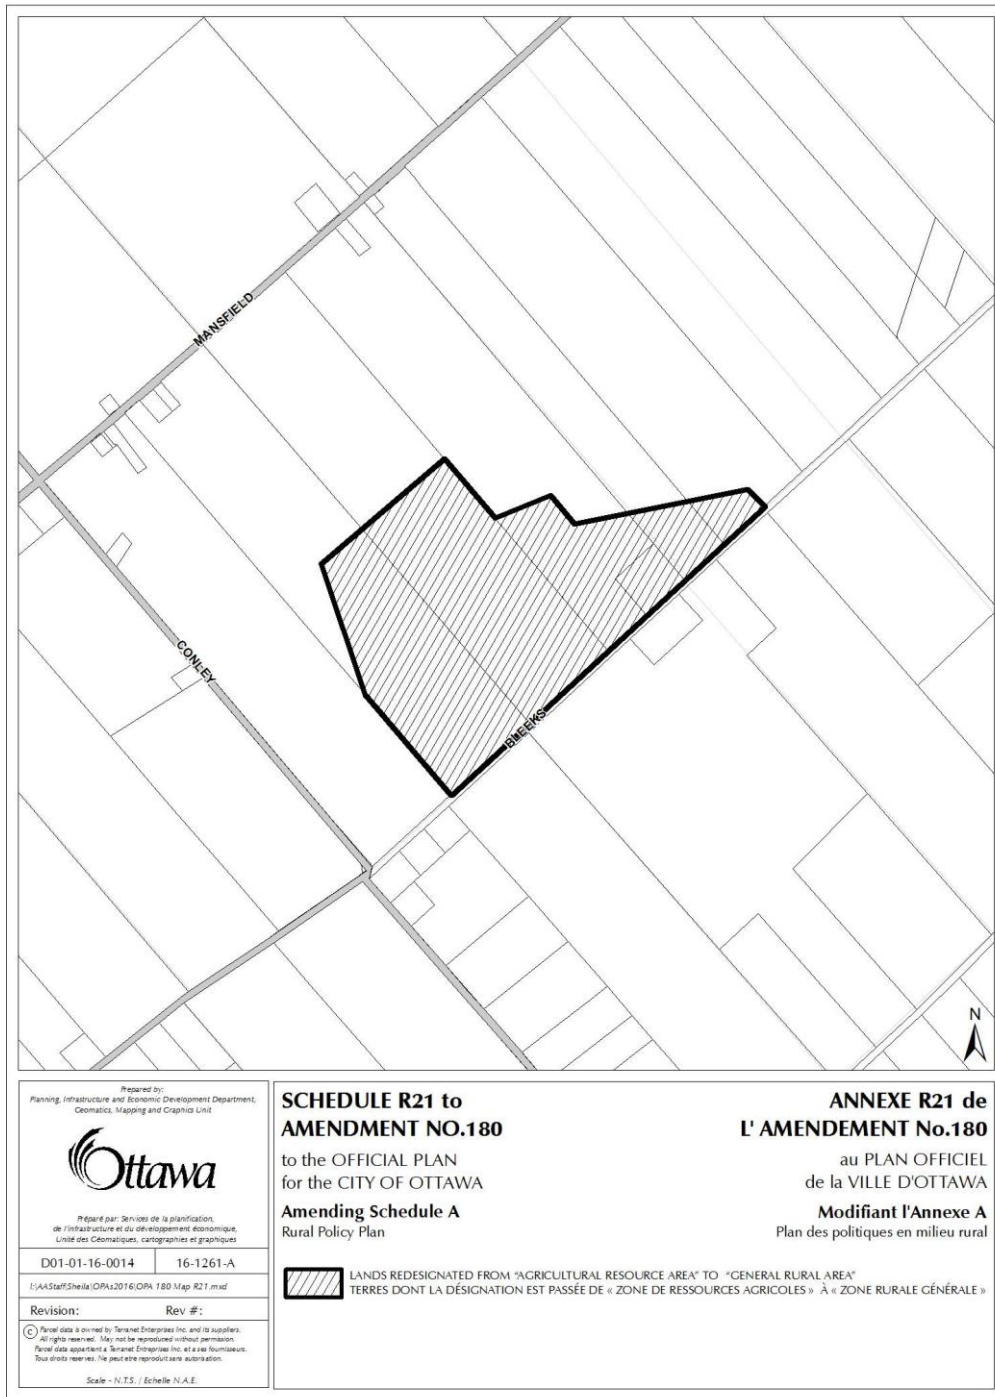 MANSFIELD
CONLEY
BLEEKS
N
Prepared by:
Planning, Infrastructure and Economic Development Department,
Geomatics, Mapping and Graphics Unit
Ottawa
Préparé par: Services de la planification,
de l'infrastructure et du développement économique,
Unité des Géomatiques, cartographies et graphiques
D01-01-16-0014
16-1261-A
I:\AAStaff\Sheila\OPAs2016\OPA 180 Map R21.mxd
Revision:
Rev #:
© Parcel data is owned by Teranet Enterprises Inc. and its suppliers.
All rights reserved. May not be reproduced without permission.
Parcel data appartient à Teranet Entreprises Inc. et a ses fournisseurs.
Tous droits reserves. Ne peut etre reproduit sans autorisation.
Scale - N.T.S. / Echelle N.A.E.
SCHEDULE R21 to
AMENDMENT NO.180
to the OFFICIAL PLAN
for the CITY OF OTTAWA
Amending Schedule A
Rural Policy Plan
ANNEXE R21 de
L' AMENDEMENT No.180
au PLAN OFFICIEL
de la VILLE D'OTTAWA
Modifiant l'Annexe A
Plan des politiques en milieu rural
LANDS REDESIGNATED FROM "AGRICULTURAL RESOURCE AREA" TO "GENERAL RURAL AREA"
TERRES DONT LA DÉSIGNATION EST PASSÉE DE « ZONE DE RESSOURCES AGRICOLES » À « ZONE RURALE GÉNÉRALE »